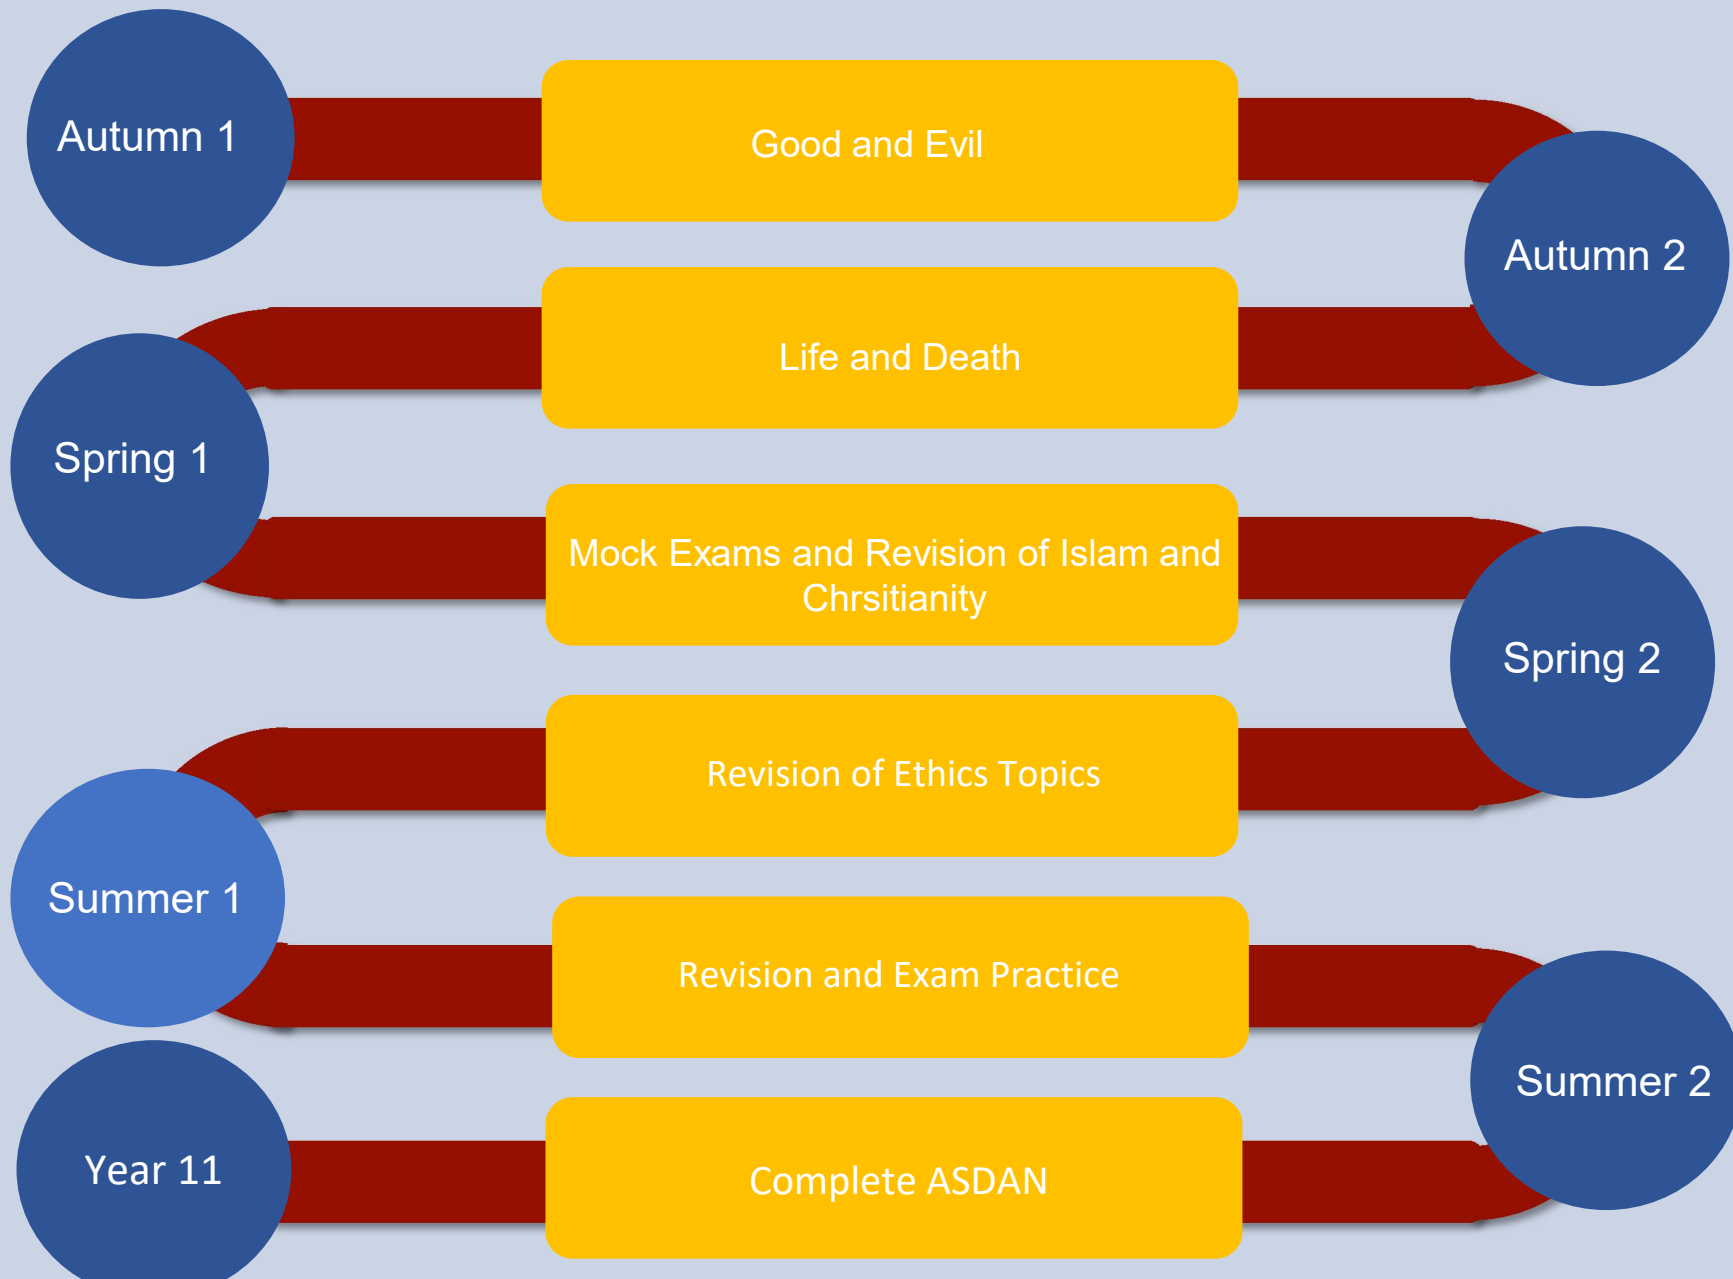 Autumn 1
Good and Evil
Autumn 2
Life and Death
Spring 1
Mock Exams and Revision of Islam and
Chrsitianity
Spring 2
Revision of Ethics Topics
Summer 1
Revision and Exam Practice
Summer 2
Complete ASDAN
Year 11